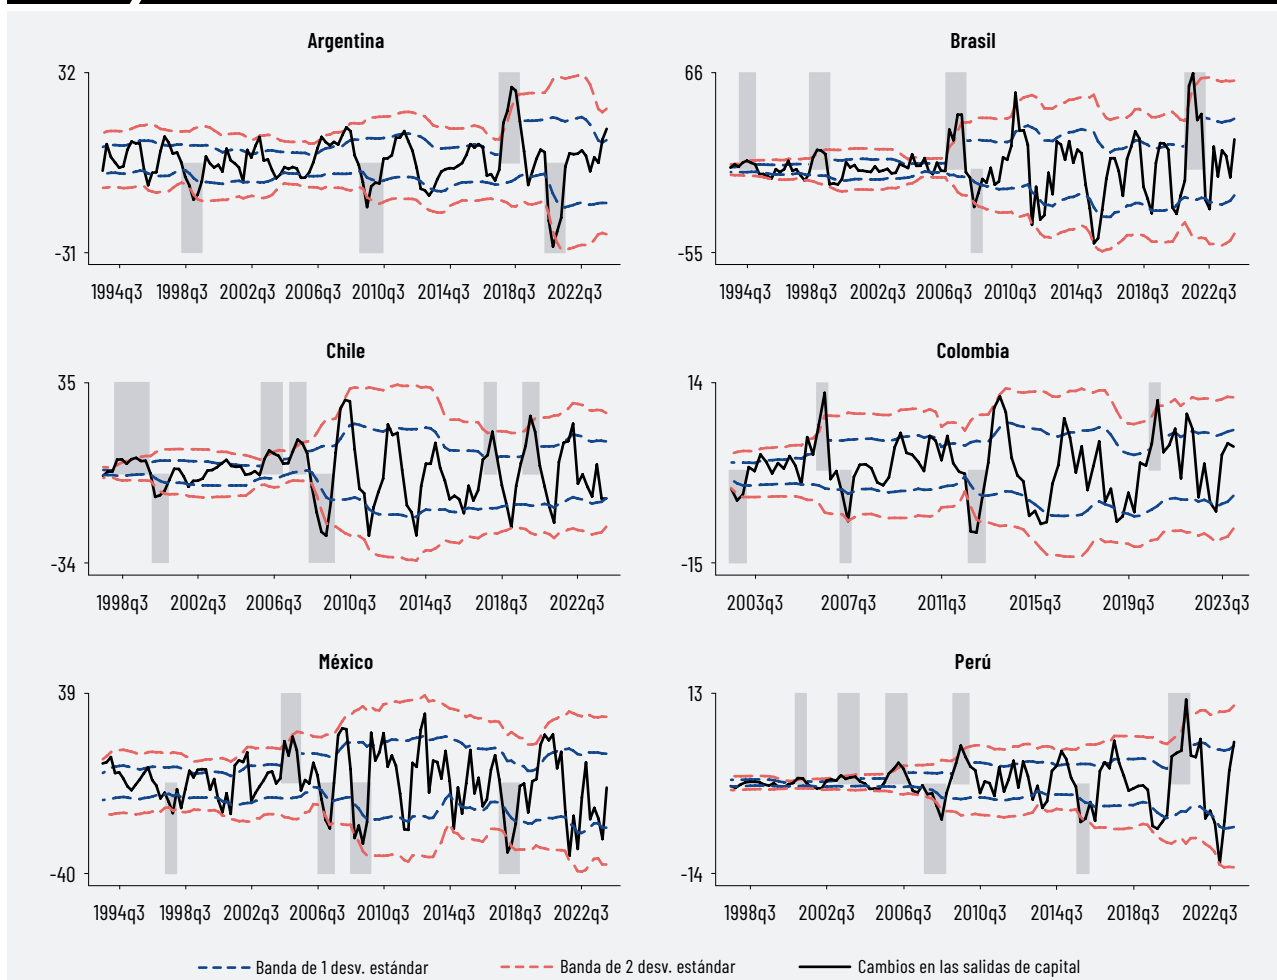 Argentina
32
-31
1994q3 1998q3 2002q3 2006q3 2010q3 2014q3 2018q3 2022q3
Brasil
66
-55
1994q3 1998q3 2002q3 2006q3 2010q3 2014q3 2018q3 2022q3
Chile
35
-34
1998q3 2002q3 2006q3 2010q3 2014q3 2018q3 2022q3
Colombia
14
-15
2003q3 2007q3 2011q3 2015q3 2019q3 2023q3
México
39
-40
1994q3 1998q3 2002q3 2006q3 2010q3 2014q3 2018q3 2022q3
Perú
13
-14
1998q3 2002q3 2006q3 2010q3 2014q3 2018q3 2022q3
Banda de 1 desv. estándar Banda de 2 desv. estándar Cambios en las salidas de capital